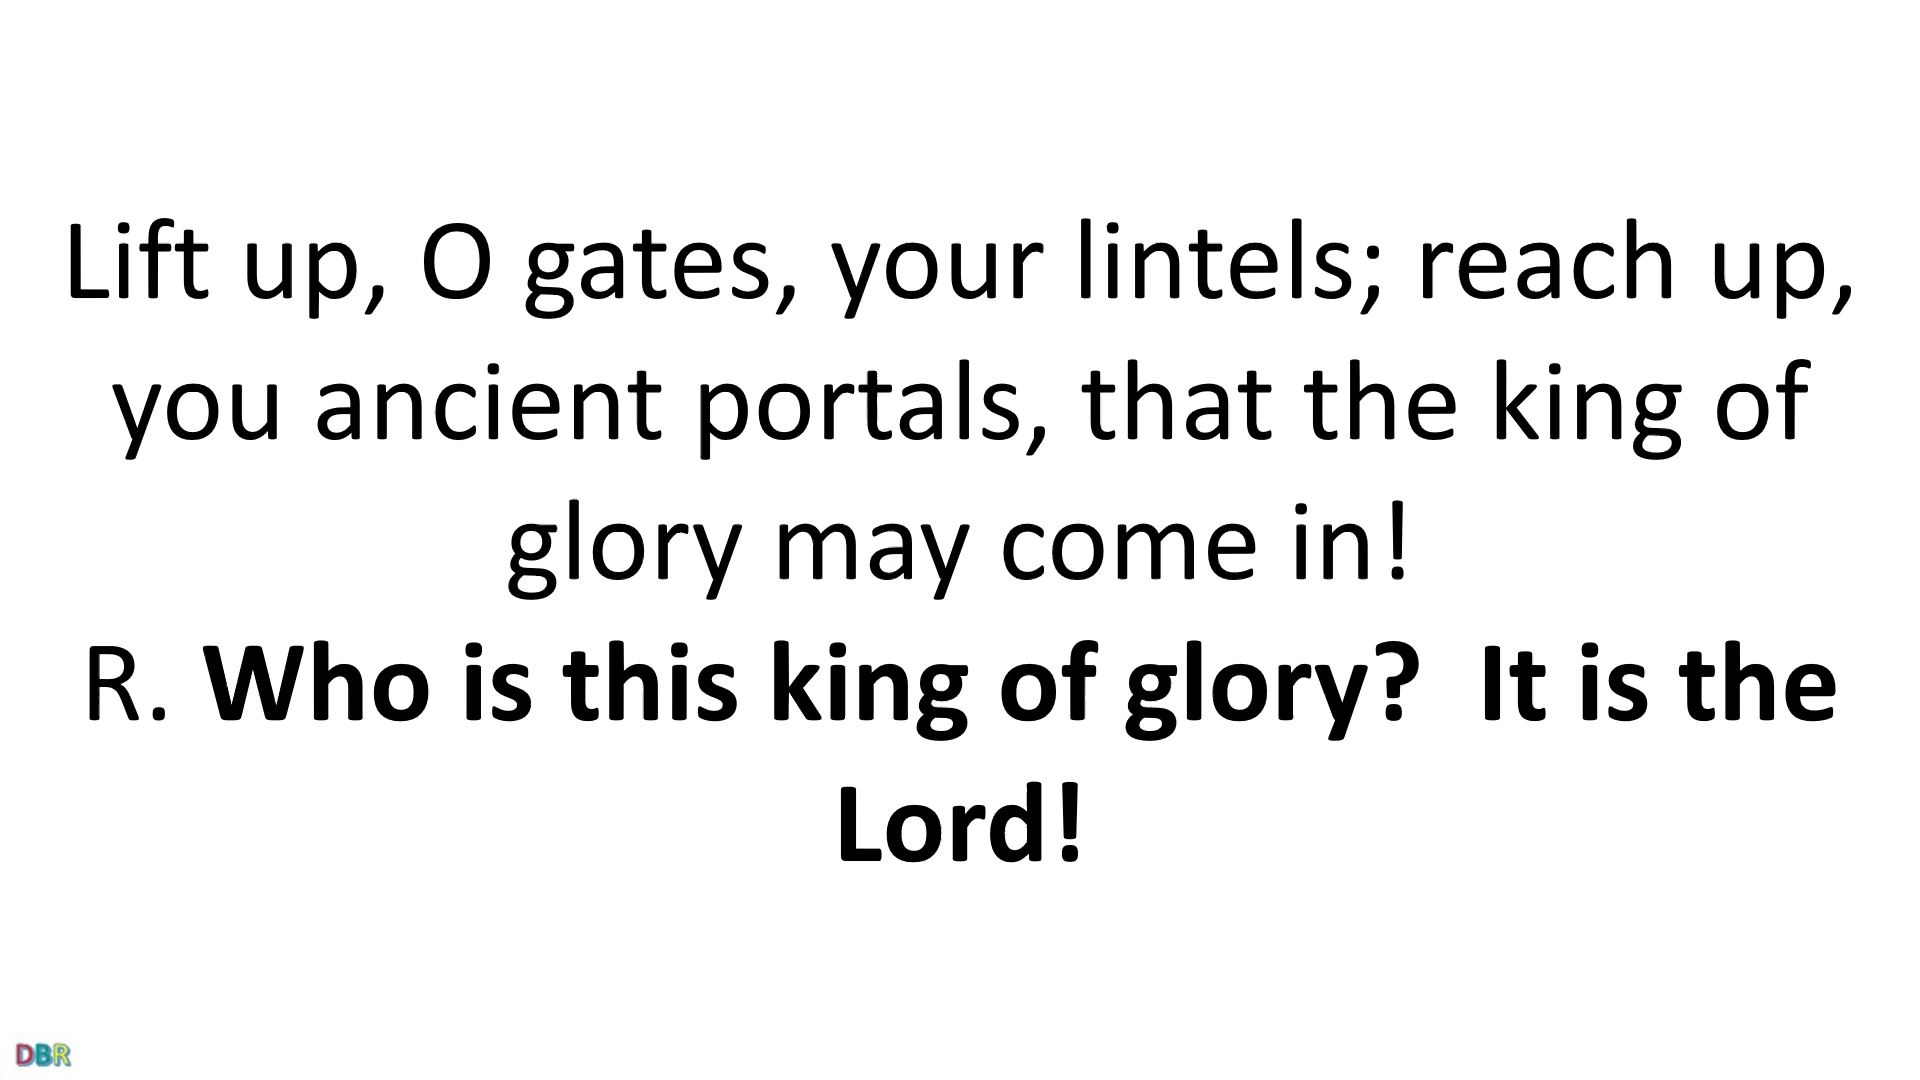 Lift up, O gates, your lintels; reach up,
you ancient portals, that the king of
glory may come in!
R. Who is this king of glory?  It is the
Lord!
DBR